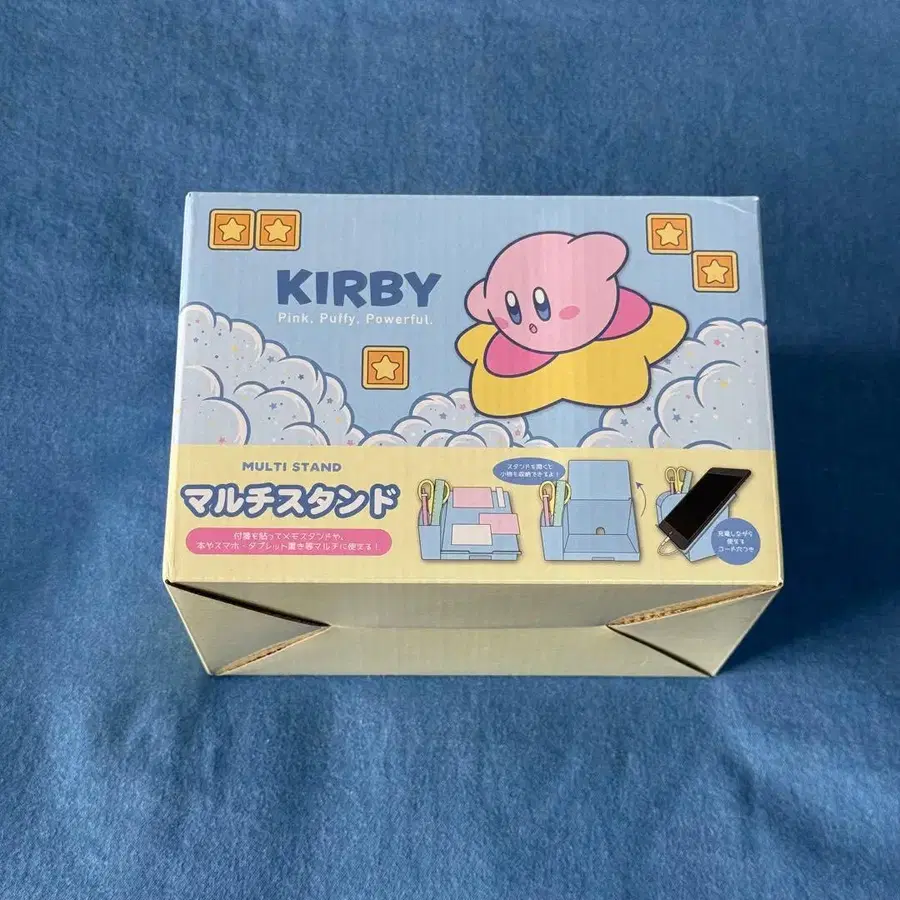 KIRBY
Pink, Puffy, Powerful.
MULTI STAND
マルチスタンド
付箋を貼ってメモスタンドや、
本やスマホ・タブレット置き等マルチに使える!
スタンドを開くと
小物を収納できるよ!
充電しながら
使える
コード穴つき